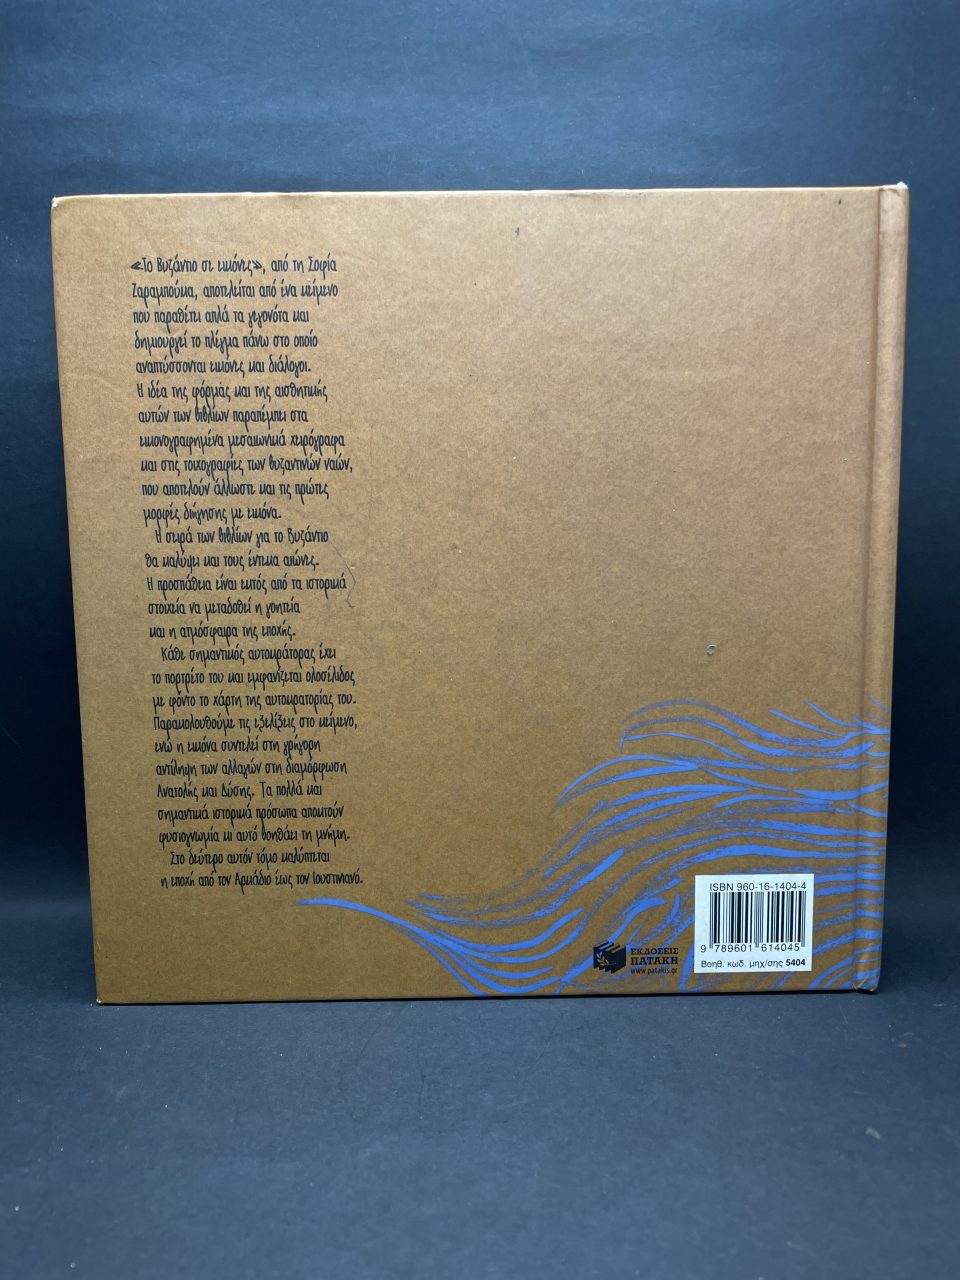 «Το Βυζάντιο σε εικόνες», από τη Σοφία
Ζαραμπούκα, αποτελείται από ένα κείμενο
που παραθέτει απλά τα γεγονότα και
δημιουργεί το πλέγμα πάνω στο οποίο
αναπτύσσονται εικόνες και διάλογοι.
Η ιδέα της φόρμας και της αισθητικής
αυτών των βιβλίων παραπέμπει στα
εικονογραφημένα μεσαιωνικά χειρόγραφα
και στις τοιχογραφίες των βυζαντινών ναών,
που αποτελούν άλλωστε και τις πρώτες
μορφές διήγησης με εικόνα.
Η σειρά των βιβλίων για το Βυζάντιο
θα καλύψει και τους έντεκα αιώνες.
Η προσπάθεια είναι εκτός από τα ιστορικά
στοιχεία να μεταδοθεί η γοητεία
και η ατμόσφαιρα της εποχής.
Κάθε σημαντικός αυτοκράτορας έχει
το πορτρέτο του και εμφανίζεται ολοσέλιδος
με φόντο το χάρτη της αυτοκρατορίας του.
Παρακολουθούμε τις εξελίξεις στο κείμενο,
ενώ η εικόνα συντελεί στη γρήγορη
αντίληψη των αλλαγών στη διαμόρφωση
Ανατολής και Δύσης. Τα πολλά και
σημαντικά ιστορικά πρόσωπα αποκτούν
φυσιογνωμία κι αυτό βοηθάει τη μνήμη.
Στο δεύτερο αυτόν τόμο καλύπτεται
η εποχή από τον Αρκάδιο έως τον Ιουστινιανό.
ΕΚΔΟΣΕΙΣ
ΠΑΤΑΚΗ
www.patakis.gr
ISBN 960-16-1404-4
9 789601 614045
Βοηθ. κωδ. μηχ/σης 5404